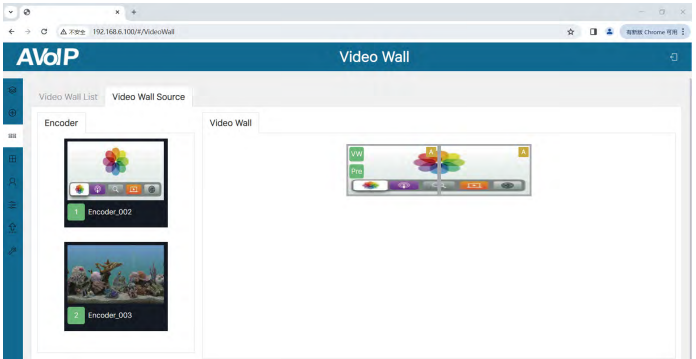 不安全 192.168.6.100/#/VideoWall
有新版 Chrome 可用
AVoIP
Video Wall
Video Wall List
Video Wall Source
Encoder
Video Wall
VW
A
A
Pre
1 Encoder_002
2 Encoder_003